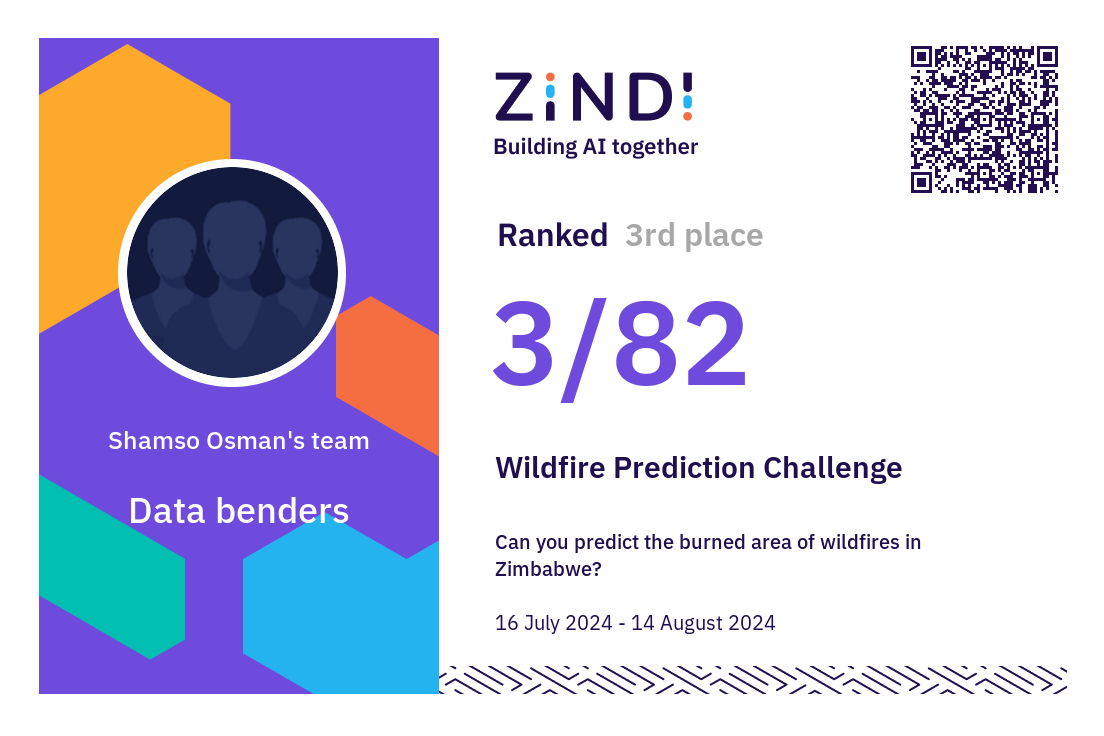 Shamso Osman's team
Data benders
ZINDI
Building AI together
Ranked 3rd place
3/82
Wildfire Prediction Challenge
Can you predict the burned area of wildfires in
Zimbabwe?
16 July 2024 - 14 August 2024